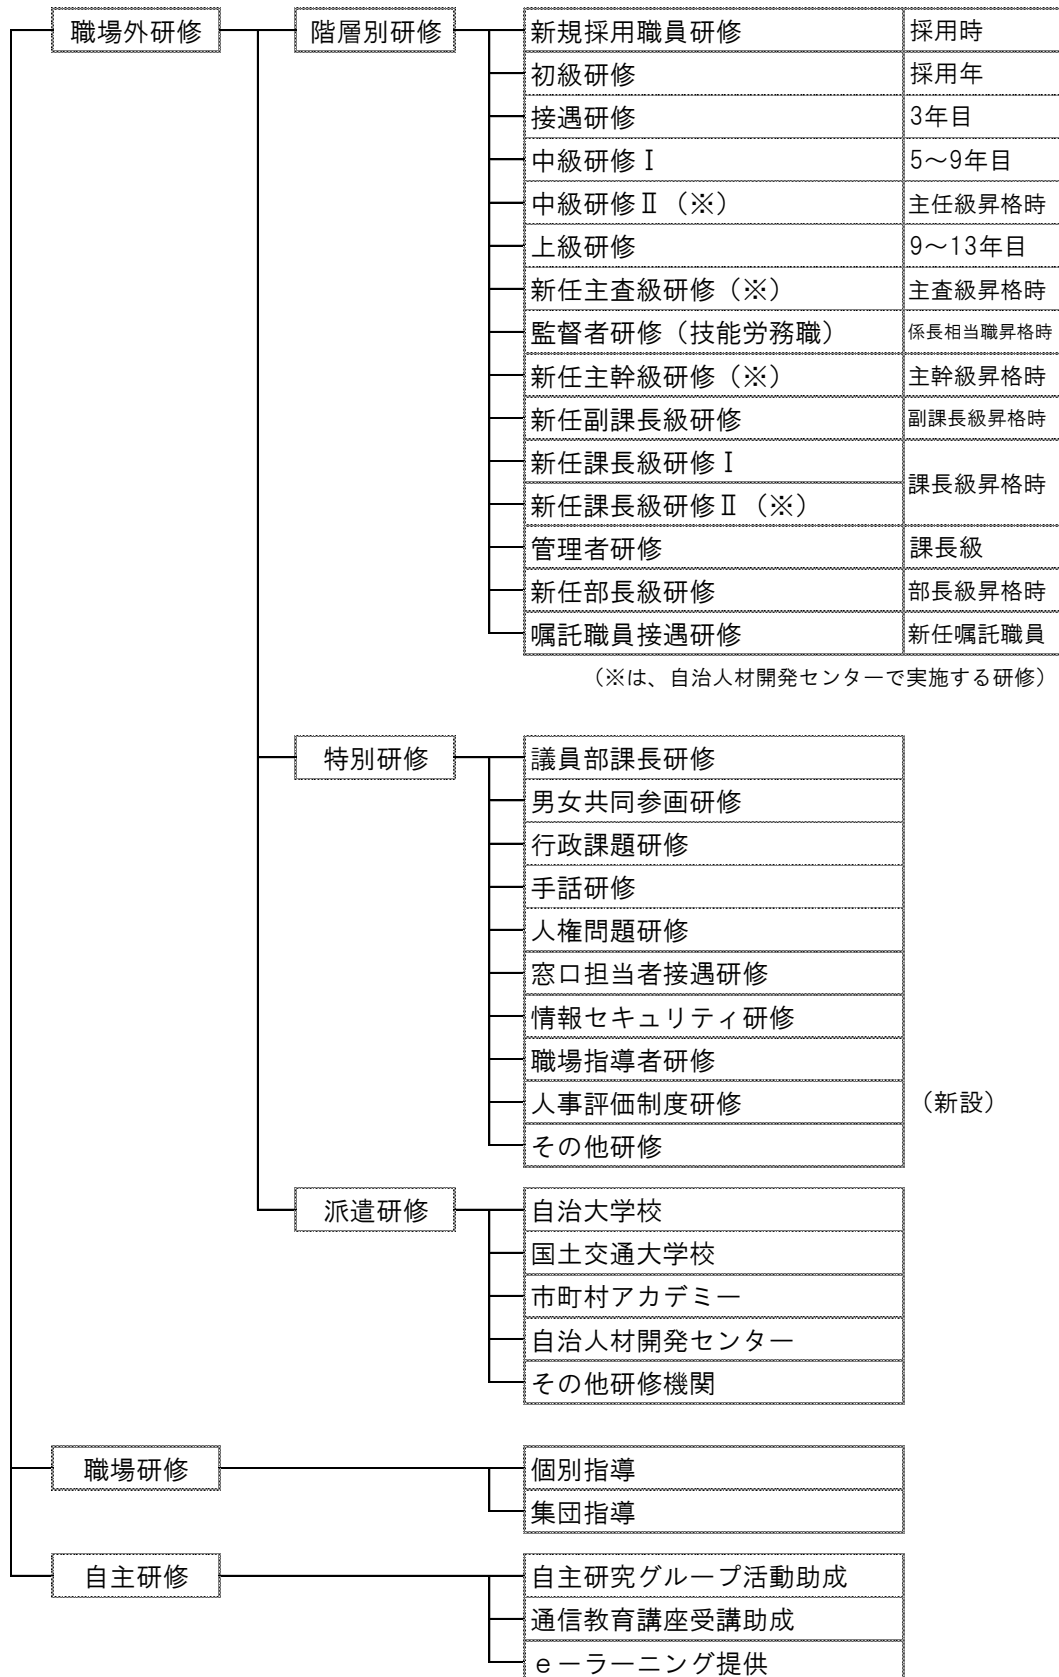 職場外研修 階層別研修 新規採用職員研修 採用時
初級研修 採用年
接遇研修 3年目
中級研修Ⅰ 5～9年目
中級研修Ⅱ（※） 主任級昇格時
上級研修 9～13年目
新任主査級研修（※） 主査級昇格時
監督者研修（技能労務職） 係長相当職昇格時
新任主幹級研修（※） 主幹級昇格時
新任副課長級研修 副課長級昇格時
新任課長級研修Ⅰ
課長級昇格時
新任課長級研修Ⅱ（※）
管理者研修 課長級
新任部長級研修 部長級昇格時
嘱託職員接遇研修 新任嘱託職員
（※は、自治人材開発センターで実施する研修）
特別研修 議員部課長研修
男女共同参画研修
行政課題研修
手話研修
人権問題研修
窓口担当者接遇研修
情報セキュリティ研修
職場指導者研修
人事評価制度研修 （新設）
その他研修
派遣研修 自治大学校
国土交通大学校
市町村アカデミー
自治人材開発センター
その他研修機関
職場研修 個別指導
集団指導
自主研修 自主研究グループ活動助成
通信教育講座受講助成
ｅーラーニング提供